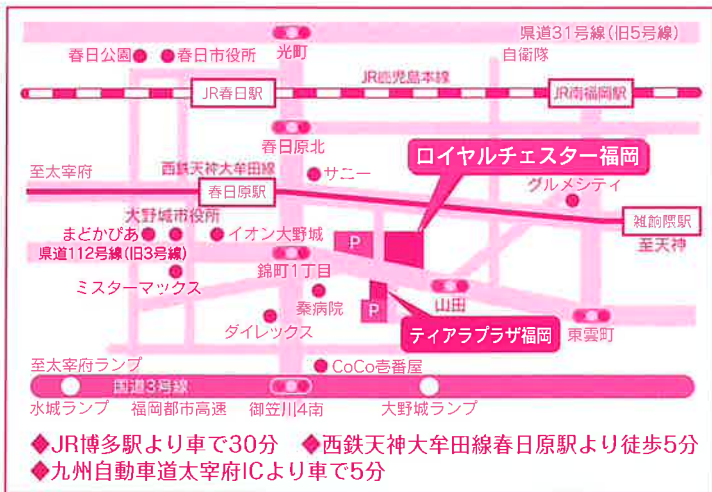 県道31号線(旧5号線)
光町
春日公園
春日市役所
自衛隊
JR鹿児島本線
JR春日駅
JR南福岡駅
春日原北
ロイヤルチェスター福岡
至太宰府
西鉄天神大牟田線
サニー
グルメシティ
春日原駅
雑餉隈駅
至天神
大野城市役所
まどかぴあ
イオン大野城
P
県道112号線(旧3号線)
錦町1丁目
ミスターマックス
秦病院
山田
P
ダイレックス
ティアラプラザ福岡
東雲町
至太宰府ランプ
CoCo壱番屋
国道3号線
水城ランプ
福岡都市高速
御笠川4南
大野城ランプ
◆JR博多駅より車で30分 ◆西鉄天神大牟田線春日原駅より徒歩5分
◆九州自動車道太宰府ICより車で5分